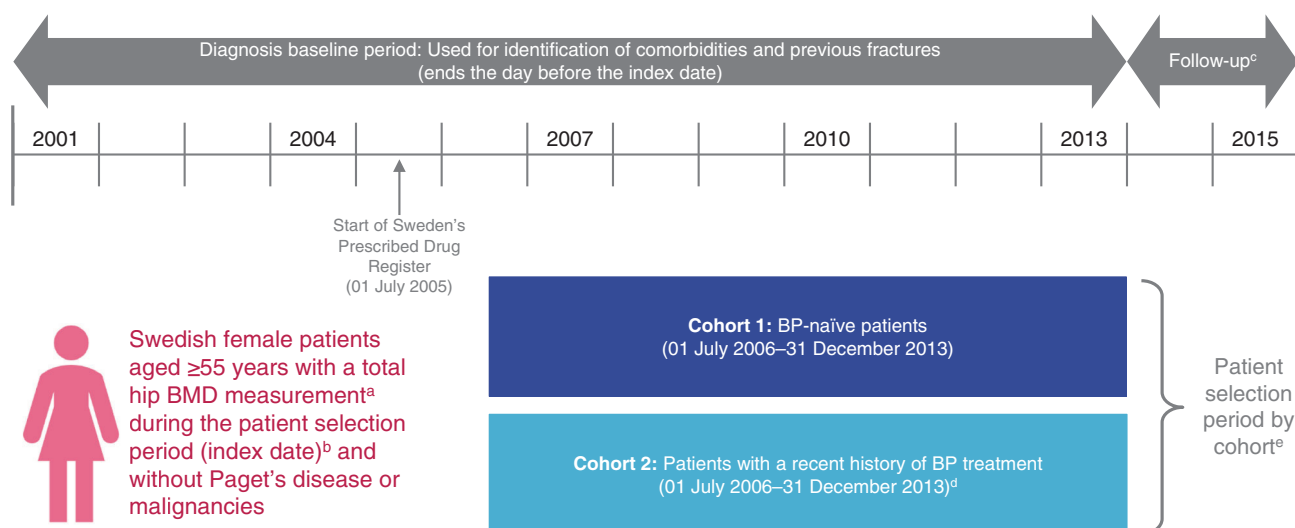 Diagnosis baseline period: Used for identification of comorbidities and previous fractures
(ends the day before the index date)
Follow-upᶜ
2001
2004
2007
2010
2013
2015
Start of Sweden's
Prescribed Drug
Register
(01 July 2005)
Cohort 1: BP-naïve patients
(01 July 2006–31 December 2013)
Swedish female patients
aged ≥55 years with a total
hip BMD measurementᵃ
during the patient selection
period (index date)ᵇ and
without Paget's disease or
malignancies
Cohort 2: Patients with a recent history of BP treatment
(01 July 2006–31 December 2013)ᵈ
Patient
selection
period by
cohortᵉ